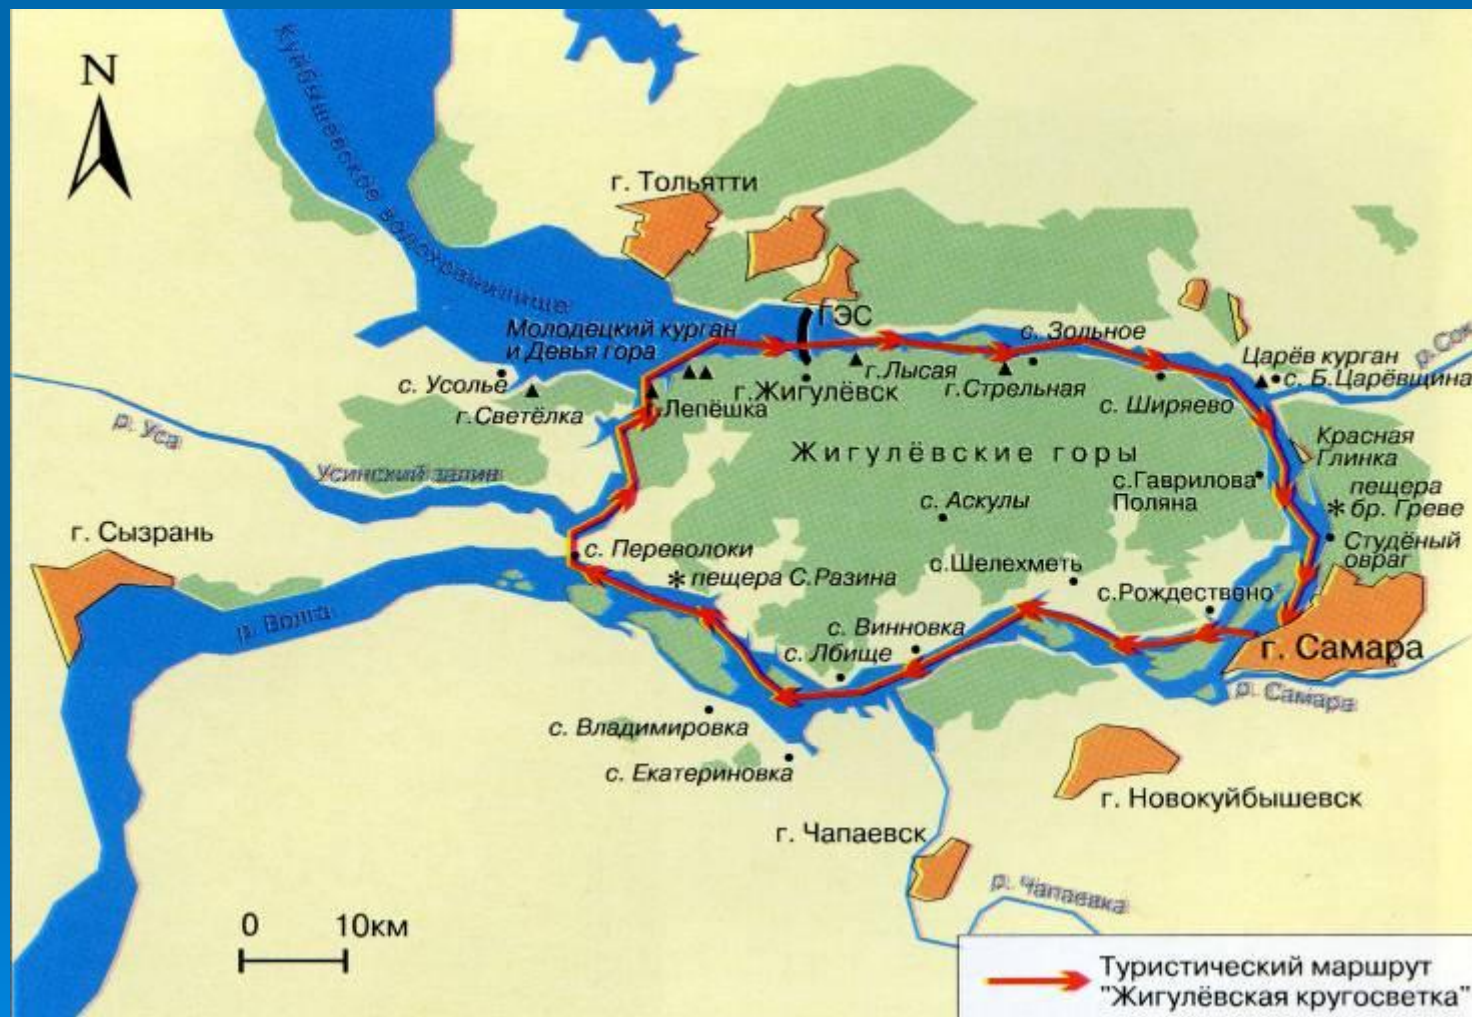 N
Куйбышевское водохранилище
г. Тольятти
ГЭС
Молодецкий курган
и Девья гора
с. Зольное
р. Сок
Царёв курган
с. Б.Царёвщина
с. Усолье
г.Светёлка
г.Лепёшка
г.Жигулёвск
г.Лысая
г.Стрельная
с. Ширяево
р. Уса
Усинский залив
Жигулёвские горы
Красная
Глинка
с.Гаврилова
Поляна
пещера
бр. Греве
с. Аскулы
Студёный
овраг
г. Сызрань
с. Переволоки
пещера С.Разина
с.Шелехметь
с.Рождествено
р. Волга
с. Винновка
с. Лбище
г. Самара
р. Самара
с. Владимировка
с. Екатериновка
г. Новокуйбышевск
г. Чапаевск
р. Чапаевка
0 10км
Туристический маршрут
"Жигулёвская кругосветка"